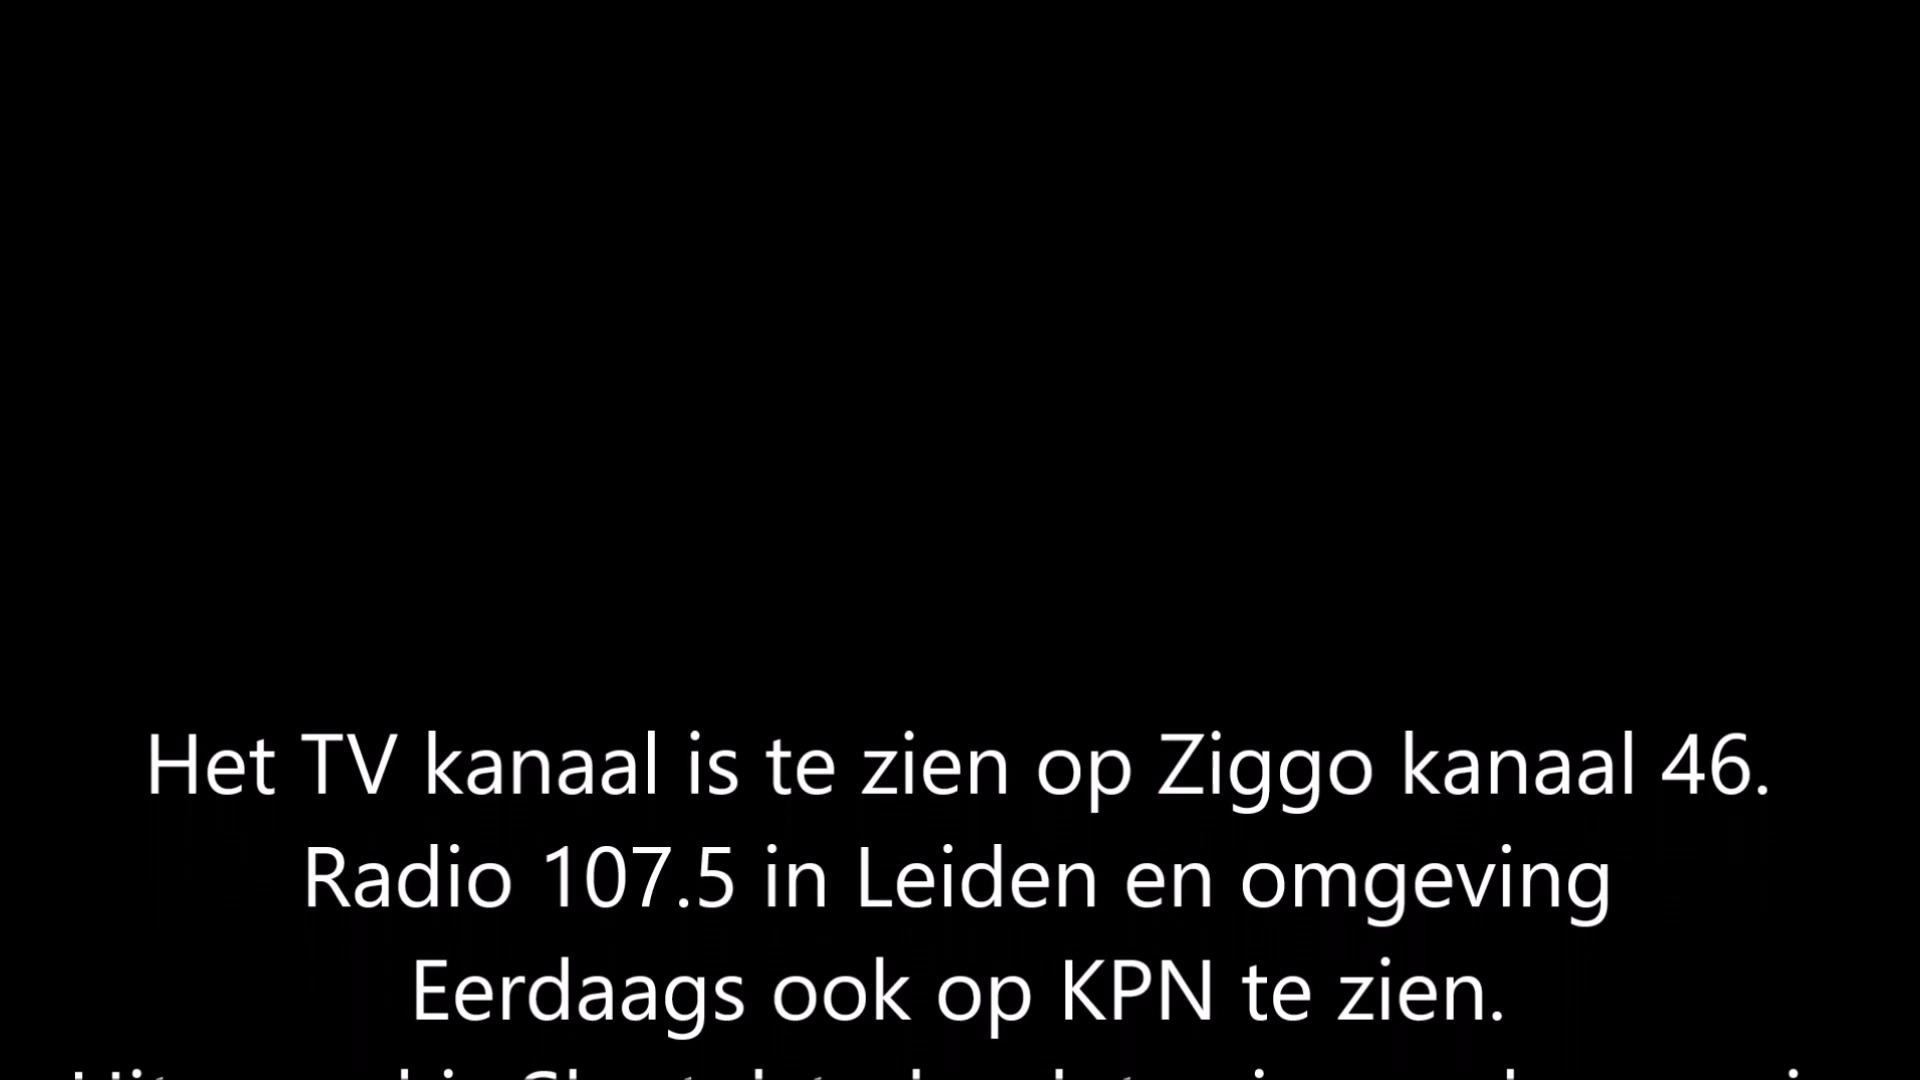 Het TV kanaal is te zien op Ziggo kanaal 46.
Radio 107.5 in Leiden en omgeving
Eerdaags ook op KPN te zien.